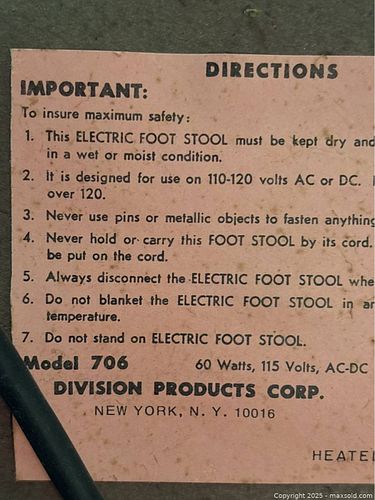 DIRECTIONS
IMPORTANT:
To insure maximum safety:
1. This ELECTRIC FOOT STOOL must be kept dry and
in a wet or moist condition.
2. It is designed for use on 110-120 volts AC or DC.
over 120.
3. Never use pins or metallic objects to fasten anything
4. Never hold or carry this FOOT STOOL by its cord.
be put on the cord.
5. Always disconnect the ELECTRIC FOOT STOOL whe
6. Do not blanket the ELECTRIC FOOT STOOL in
temperature.
7. Do not stand on ELECTRIC FOOT STOOL.
Model 706 60 Watts, 115 Volts, AC-DC
DIVISION PRODUCTS CORP.
NEW YORK, N. Y. 10016
HEATE
Copyright 2025 - maxsold.com